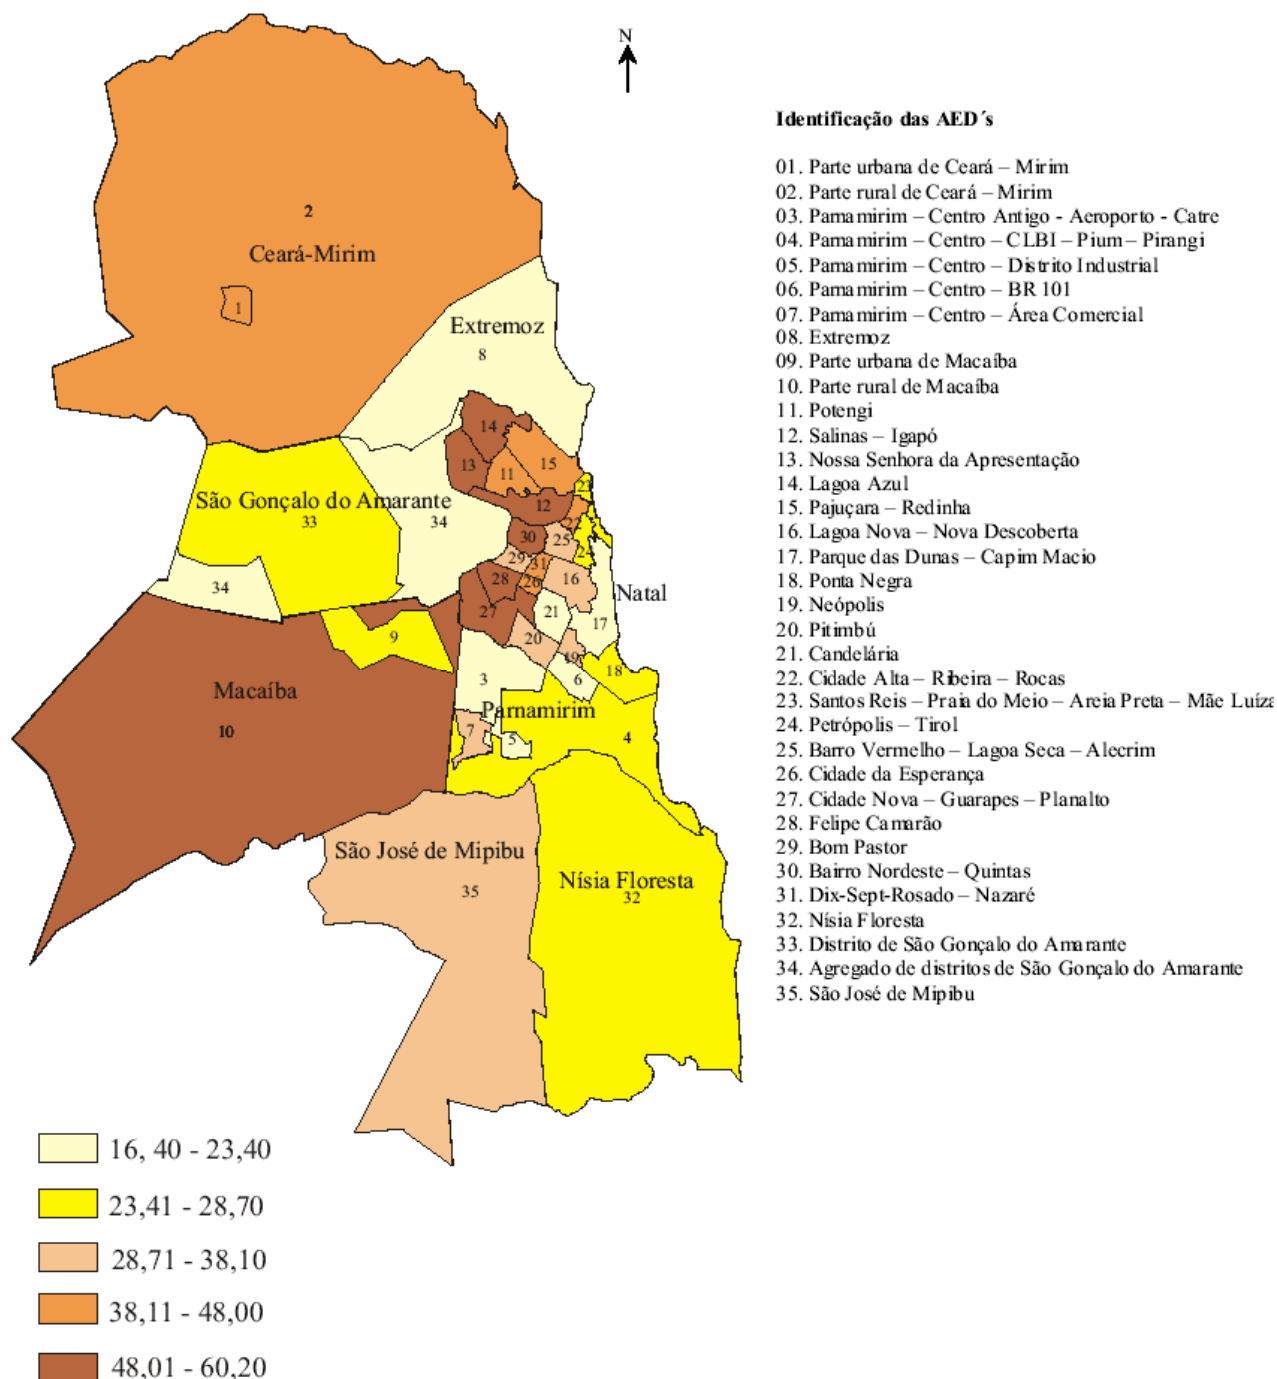 N
Identificação das AED´s
01. Parte urbana de Ceará – Mirim
02. Parte rural de Ceará – Mirim
03. Parnamirim – Centro Antigo - Aeroporto - Catre
04. Parnamirim – Centro – CLBI – Pium – Pirangi
05. Parnamirim – Centro – Distrito Industrial
06. Parnamirim – Centro – BR 101
07. Parnamirim – Centro – Área Comercial
08. Extremoz
09. Parte urbana de Macaíba
10. Parte rural de Macaíba
11. Potengi
12. Salinas – Igapó
13. Nossa Senhora da Apresentação
14. Lagoa Azul
15. Pajuçara – Redinha
16. Lagoa Nova – Nova Descoberta
17. Parque das Dunas – Capim Macio
18. Ponta Negra
19. Neópolis
20. Pitimbú
21. Candelária
22. Cidade Alta – Ribeira – Rocas
23. Santos Reis – Praia do Meio – Areia Preta – Mãe Luíza
24. Petrópolis – Tirol
25. Barro Vermelho – Lagoa Seca – Alecrim
26. Cidade da Esperança
27. Cidade Nova – Guarapes – Planalto
28. Felipe Camarão
29. Bom Pastor
30. Bairro Nordeste – Quintas
31. Dix-Sept-Rosado – Nazaré
32. Nísia Floresta
33. Distrito de São Gonçalo do Amarante
34. Agregado de distritos de São Gonçalo do Amarante
35. São José de Mipibu
2
Ceará-Mirim
1
Extremoz
8
14
13
11
15
23
São Gonçalo do Amarante
33
34
12
22
30
25
24
29
31
34
28
26
16
Natal
27
21
17
9
20
19
18
3
6
Macaíba
10
Parnamirim
7
5
4
São José de Mipibu
35
Nísia Floresta
32
16, 40 - 23,40
23,41 - 28,70
28,71 - 38,10
38,11 - 48,00
48,01 - 60,20